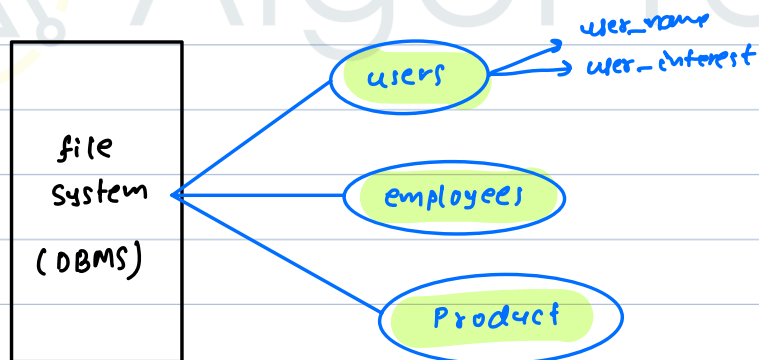 user_name
users
user_interest
file
system
employees
(DBMS)
Product